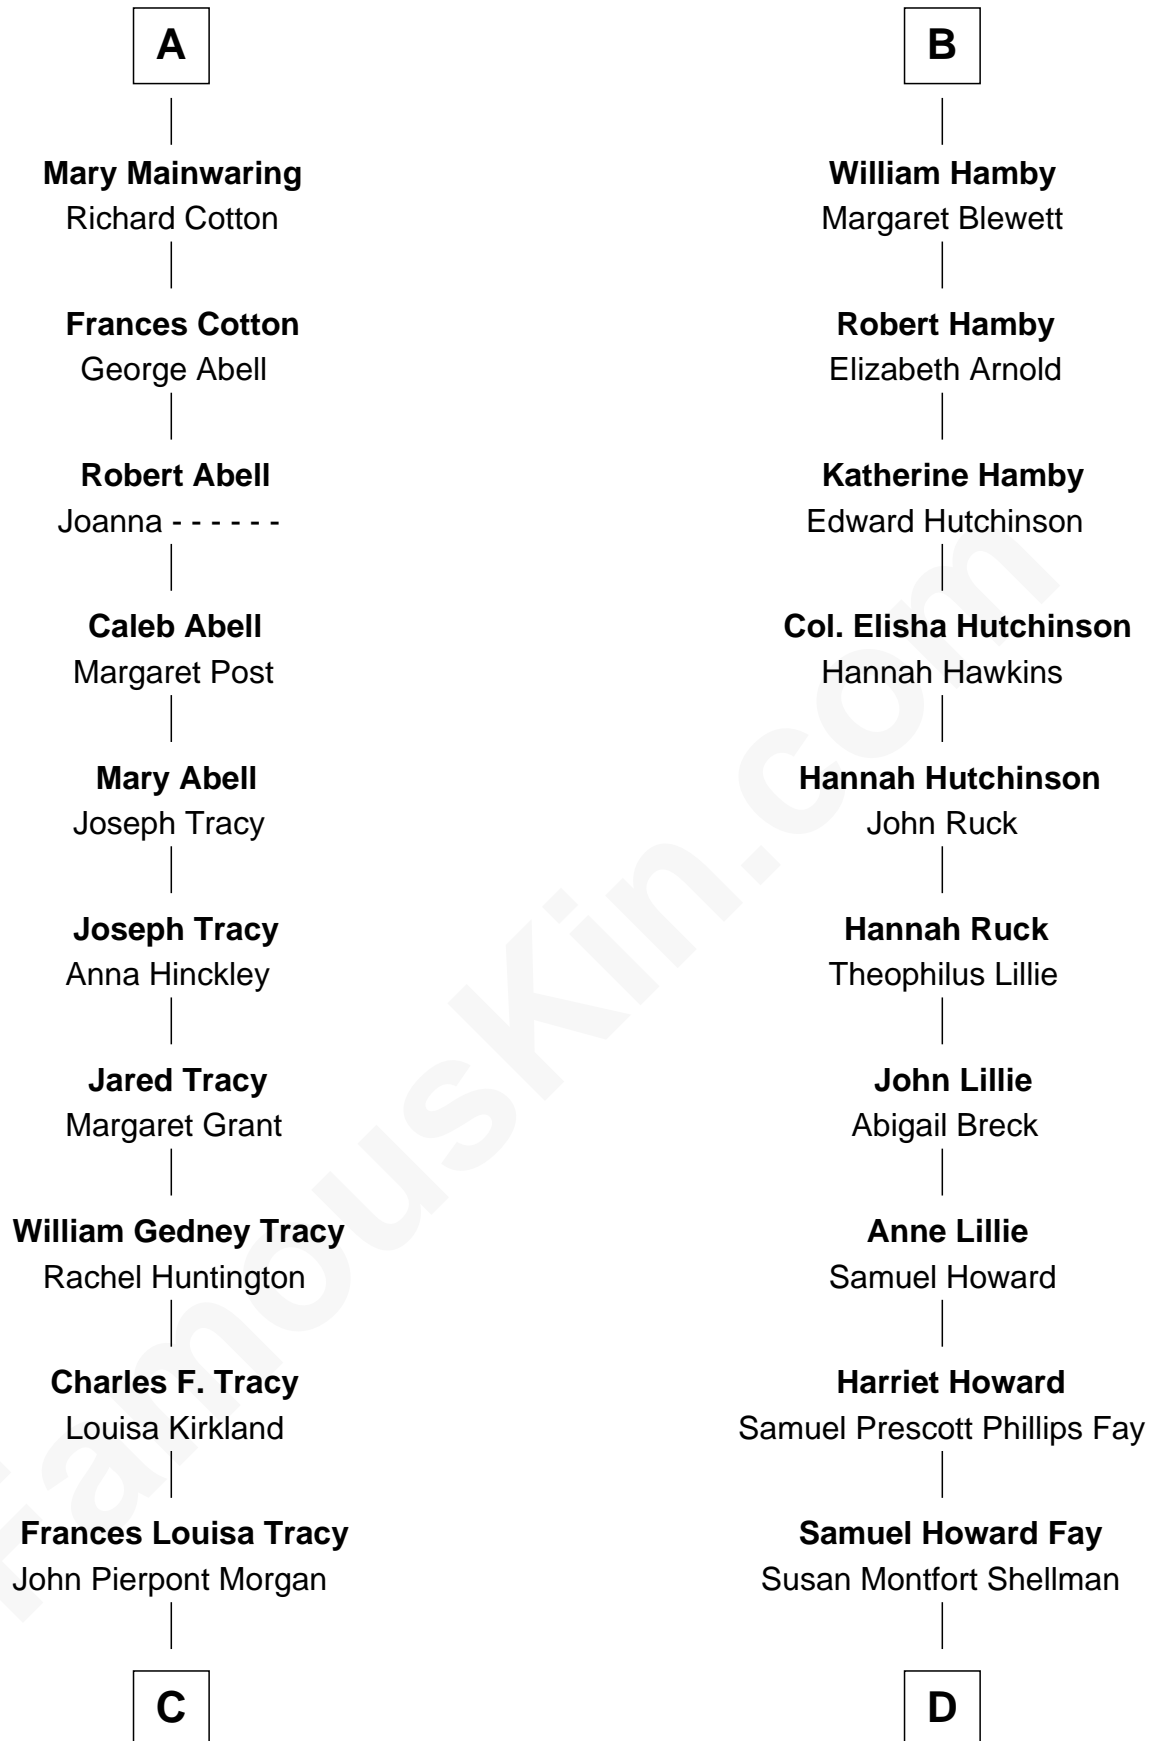 A
Mary Mainwaring
Richard Cotton
Frances Cotton
George Abell
Robert Abell
Joanna - - - - - -
Caleb Abell
Margaret Post
Mary Abell
Joseph Tracy
Joseph Tracy
Anna Hinckley
Jared Tracy
Margaret Grant
William Gedney Tracy
Rachel Huntington
Charles F. Tracy
Louisa Kirkland
Frances Louisa Tracy
John Pierpont Morgan
C
B
William Hamby
Margaret Blewett
Robert Hamby
Elizabeth Arnold
Katherine Hamby
Edward Hutchinson
Col. Elisha Hutchinson
Hannah Hawkins
Hannah Hutchinson
John Ruck
Hannah Ruck
Theophilus Lillie
John Lillie
Abigail Breck
Anne Lillie
Samuel Howard
Harriet Howard
Samuel Prescott Phillips Fay
Samuel Howard Fay
Susan Montfort Shellman
D
FamousKin.com